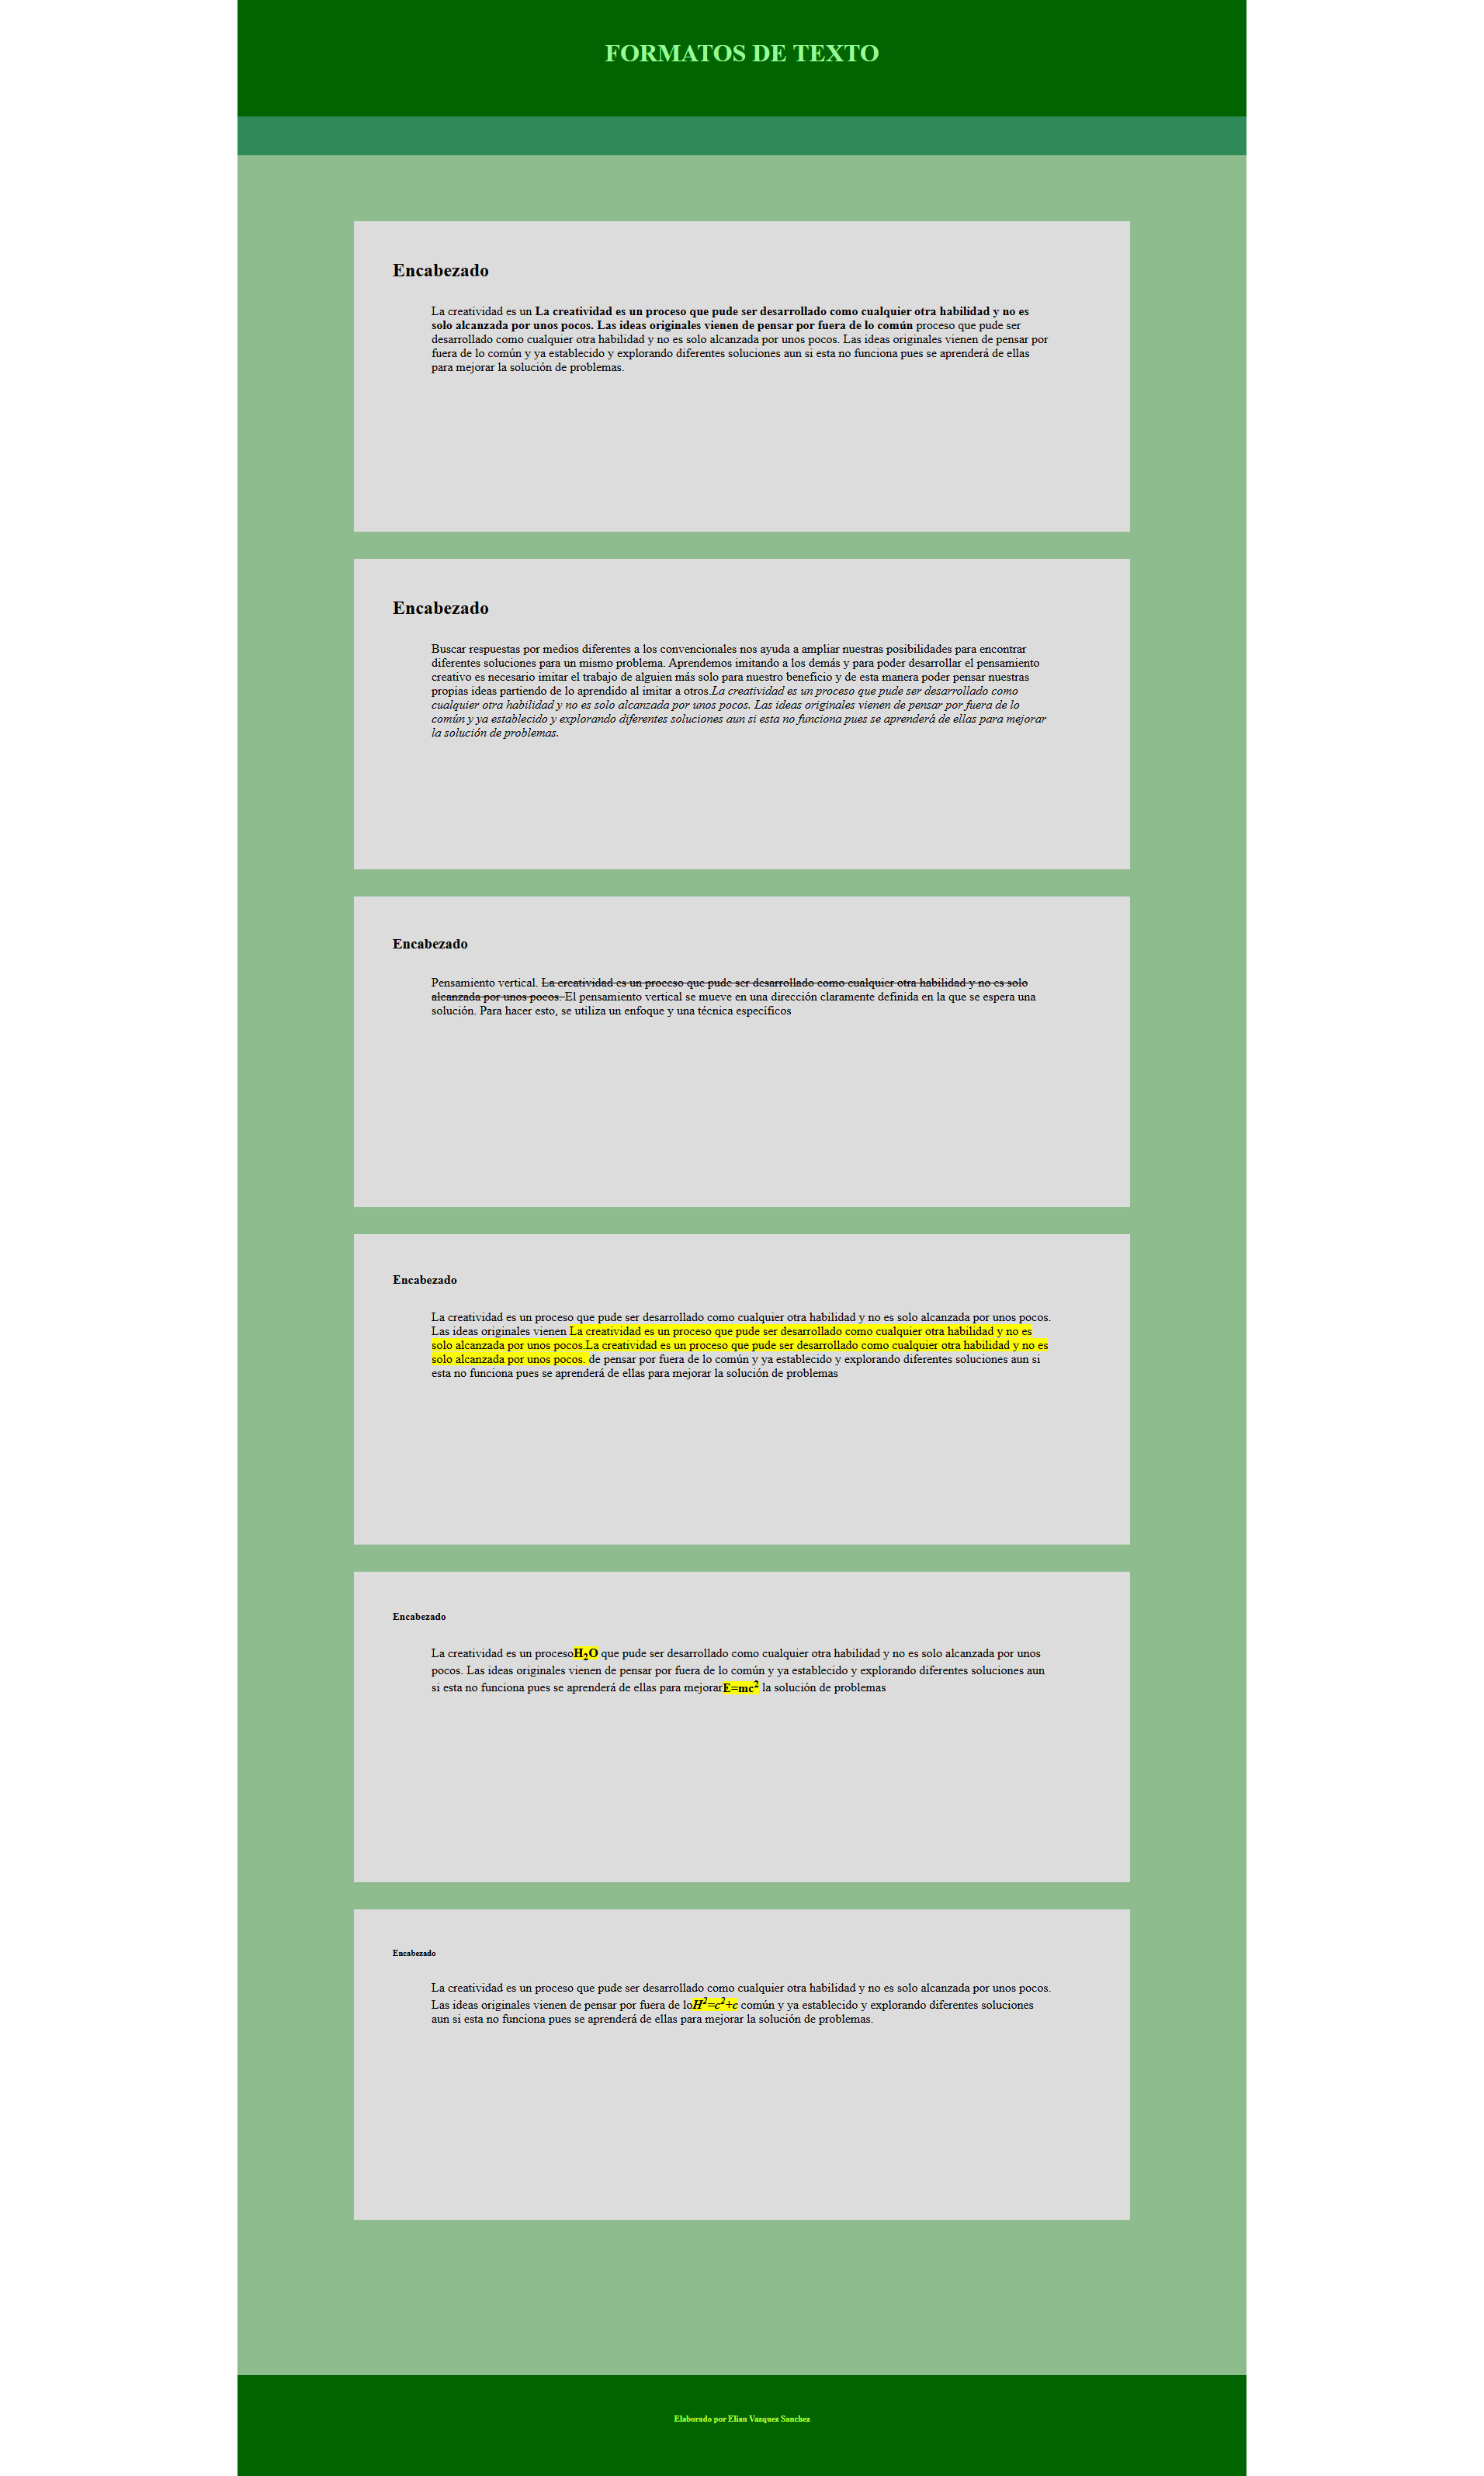 FORMATOS DE TEXTO
Encabezado
La creatividad es un La creatividad es un proceso que pude ser desarrollado como cualquier otra habilidad y no es
solo alcanzada por unos pocos. Las ideas originales vienen de pensar por fuera de lo común proceso que pude ser
desarrollado como cualquier otra habilidad y no es solo alcanzada por unos pocos. Las ideas originales vienen de pensar por
fuera de lo común y ya establecido y explorando diferentes soluciones aun si esta no funciona pues se aprenderá de ellas
para mejorar la solución de problemas.
Encabezado
Buscar respuestas por medios diferentes a los convencionales nos ayuda a ampliar nuestras posibilidades para encontrar
diferentes soluciones para un mismo problema. Aprendemos imitando a los demás y para poder desarrollar el pensamiento
creativo es necesario imitar el trabajo de alguien más solo para nuestro beneficio y de esta manera poder pensar nuestras
propias ideas partiendo de lo aprendido al imitar a otros.La creatividad es un proceso que pude ser desarrollado como
cualquier otra habilidad y no es solo alcanzada por unos pocos. Las ideas originales vienen de pensar por fuera de lo
común y ya establecido y explorando diferentes soluciones aun si esta no funciona pues se aprenderá de ellas para mejorar
la solución de problemas.
Encabezado
Pensamiento vertical. La creatividad es un proceso que pude ser desarrollado como cualquier otra habilidad y no es solo
alcanzada por unos pocos. El pensamiento vertical se mueve en una dirección claramente definida en la que se espera una
solución. Para hacer esto, se utiliza un enfoque y una técnica específicos
Encabezado
La creatividad es un proceso que pude ser desarrollado como cualquier otra habilidad y no es solo alcanzada por unos pocos.
Las ideas originales vienen La creatividad es un proceso que pude ser desarrollado como cualquier otra habilidad y no es
solo alcanzada por unos pocos.La creatividad es un proceso que pude ser desarrollado como cualquier otra habilidad y no es
solo alcanzada por unos pocos. de pensar por fuera de lo común y ya establecido y explorando diferentes soluciones aun si
esta no funciona pues se aprenderá de ellas para mejorar la solución de problemas
Encabezado
La creatividad es un procesoH₂O que pude ser desarrollado como cualquier otra habilidad y no es solo alcanzada por unos
pocos. Las ideas originales vienen de pensar por fuera de lo común y ya establecido y explorando diferentes soluciones aun
si esta no funciona pues se aprenderá de ellas para mejorarE=mc² la solución de problemas
Encabezado
La creatividad es un proceso que pude ser desarrollado como cualquier otra habilidad y no es solo alcanzada por unos pocos.
Las ideas originales vienen de pensar por fuera de loH²=c²+c común y ya establecido y explorando diferentes soluciones
aun si esta no funciona pues se aprenderá de ellas para mejorar la solución de problemas.
Elaborado por Elian Vazquez Sanchez